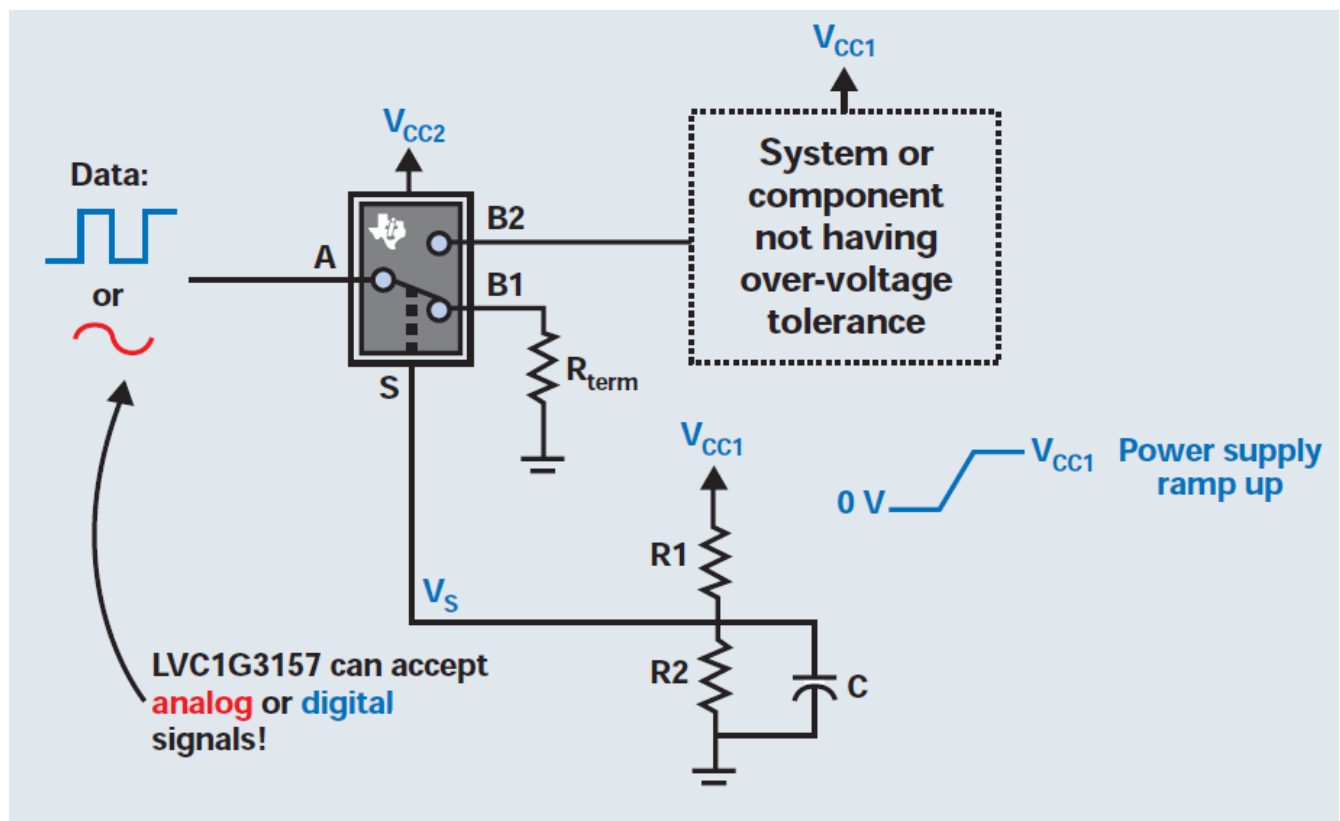 V_CC1
V_CC2
System or
component
not having
over-voltage
tolerance
Data:
or
A
B2
B1
S
R_term
V_CC1
R1
R2
C
V_S
0 V
V_CC1
Power supply
ramp up
LVC1G3157 can accept
analog or digital
signals!